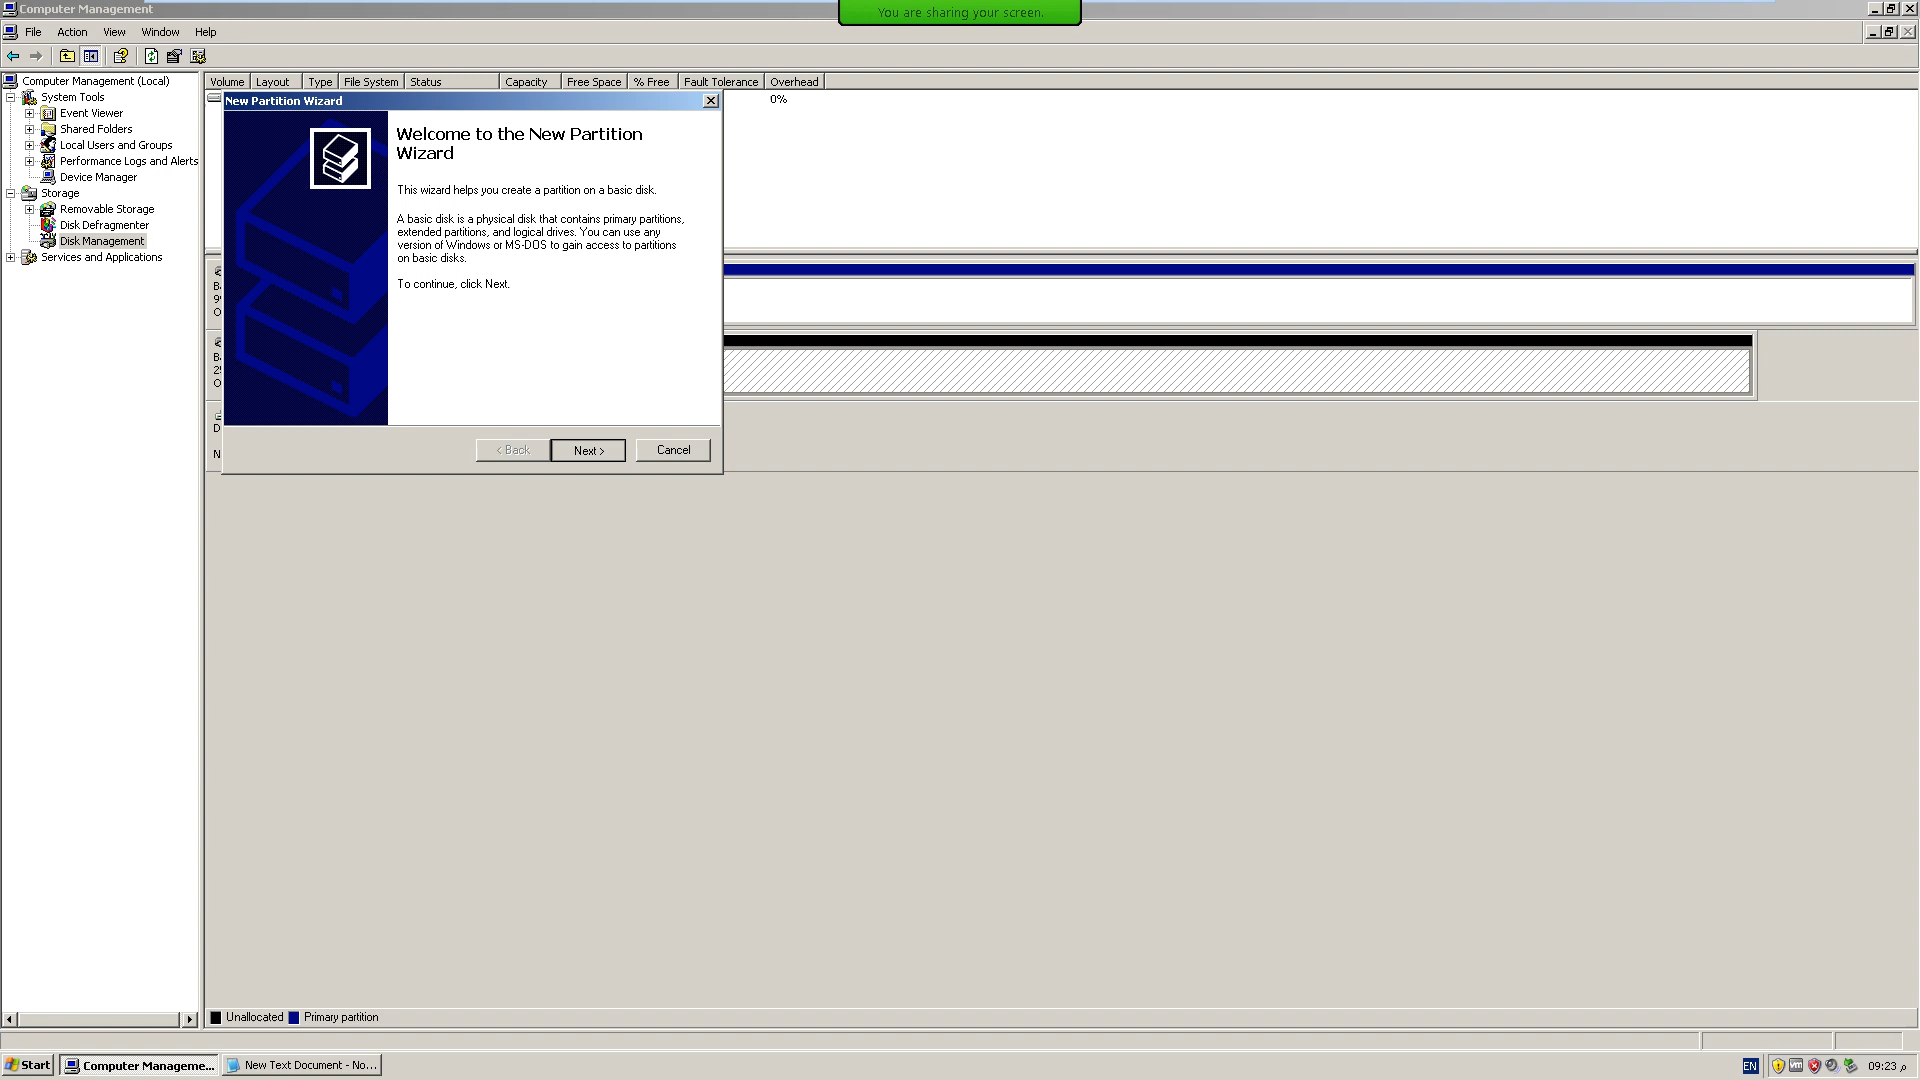 Computer Management
You are sharing your screen.
File Action View Window Help
Computer Management (Local)
System Tools
Event Viewer
Shared Folders
Local Users and Groups
Performance Logs and Alerts
Device Manager
Storage
Removable Storage
Disk Defragmenter
Disk Management
Services and Applications
Volume Layout Type File System Status Capacity Free Space % Free Fault Tolerance Overhead
0%
New Partition Wizard
Welcome to the New Partition
Wizard
This wizard helps you create a partition on a basic disk.
A basic disk is a physical disk that contains primary partitions,
extended partitions, and logical drives. You can use any
version of Windows or MS-DOS to gain access to partitions
on basic disks.
To continue, click Next.
< Back Next > Cancel
Unallocated Primary partition
Start Computer Manageme... New Text Document - No... EN 09:23 م